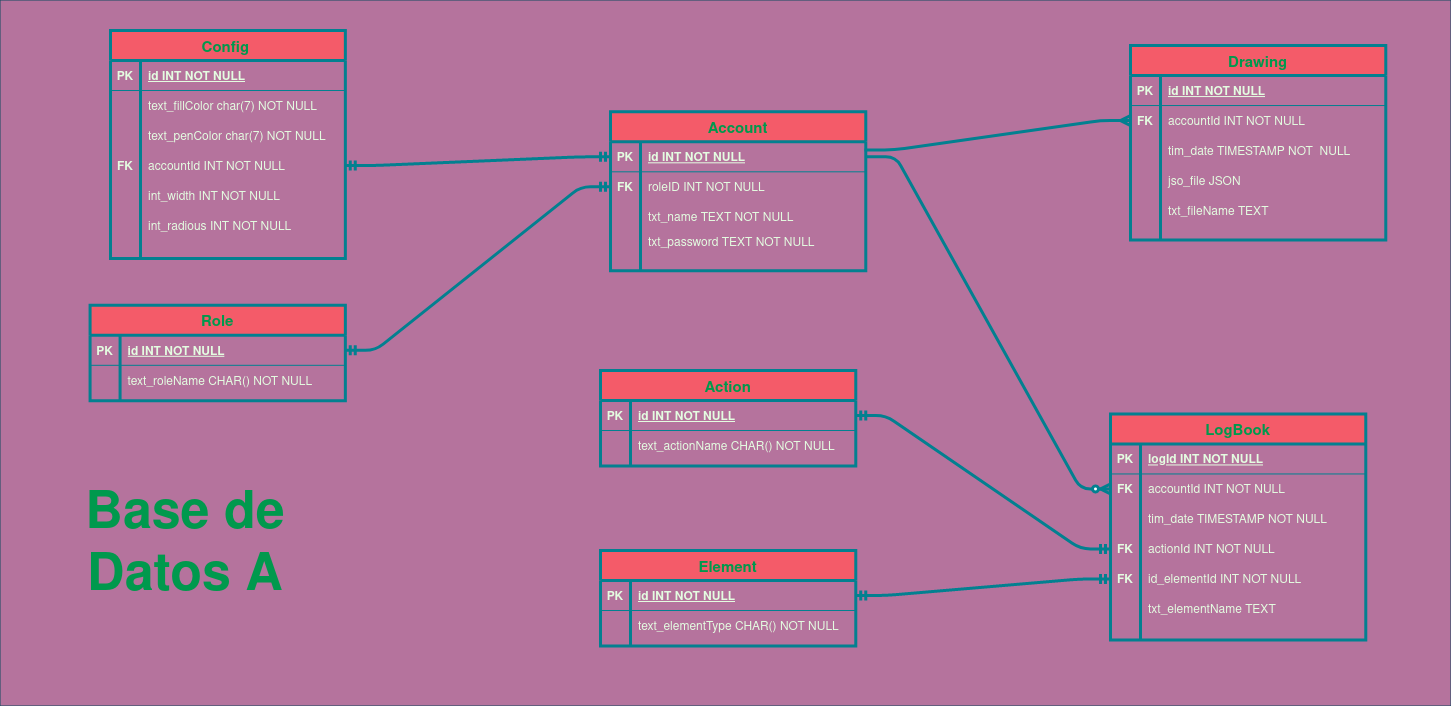 Config
PK id INT NOT NULL
text_fillColor char(7) NOT NULL
text_penColor char(7) NOT NULL
FK accountId INT NOT NULL
int_width INT NOT NULL
int_radious INT NOT NULL
Role
PK id INT NOT NULL
text_roleName CHAR() NOT NULL
Base de
Datos A
Account
PK id INT NOT NULL
FK roleID INT NOT NULL
txt_name TEXT NOT NULL
txt_password TEXT NOT NULL
Action
PK id INT NOT NULL
text_actionName CHAR() NOT NULL
Element
PK id INT NOT NULL
text_elementType CHAR() NOT NULL
Drawing
PK id INT NOT NULL
FK accountId INT NOT NULL
tim_date TIMESTAMP NOT  NULL
jso_file JSON
txt_fileName TEXT
LogBook
PK logId INT NOT NULL
FK accountId INT NOT NULL
tim_date TIMESTAMP NOT NULL
FK actionId INT NOT NULL
FK id_elementId INT NOT NULL
txt_elementName TEXT